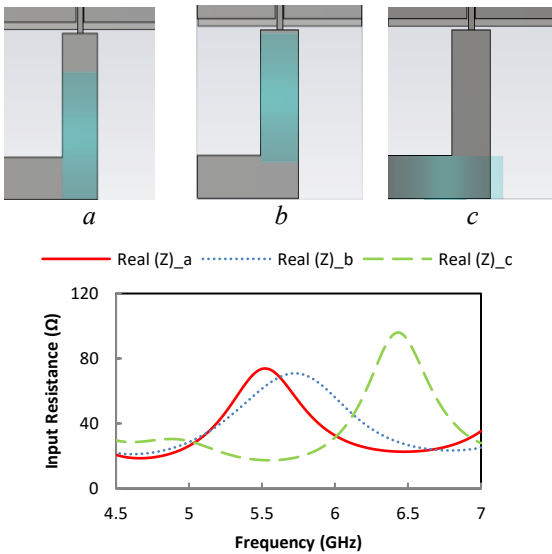 a b c
Real (Z)_a Real (Z)_b Real (Z)_c
120
80
40
0
Input Resistance (Ω)
4.5 5 5.5 6 6.5 7
Frequency (GHz)